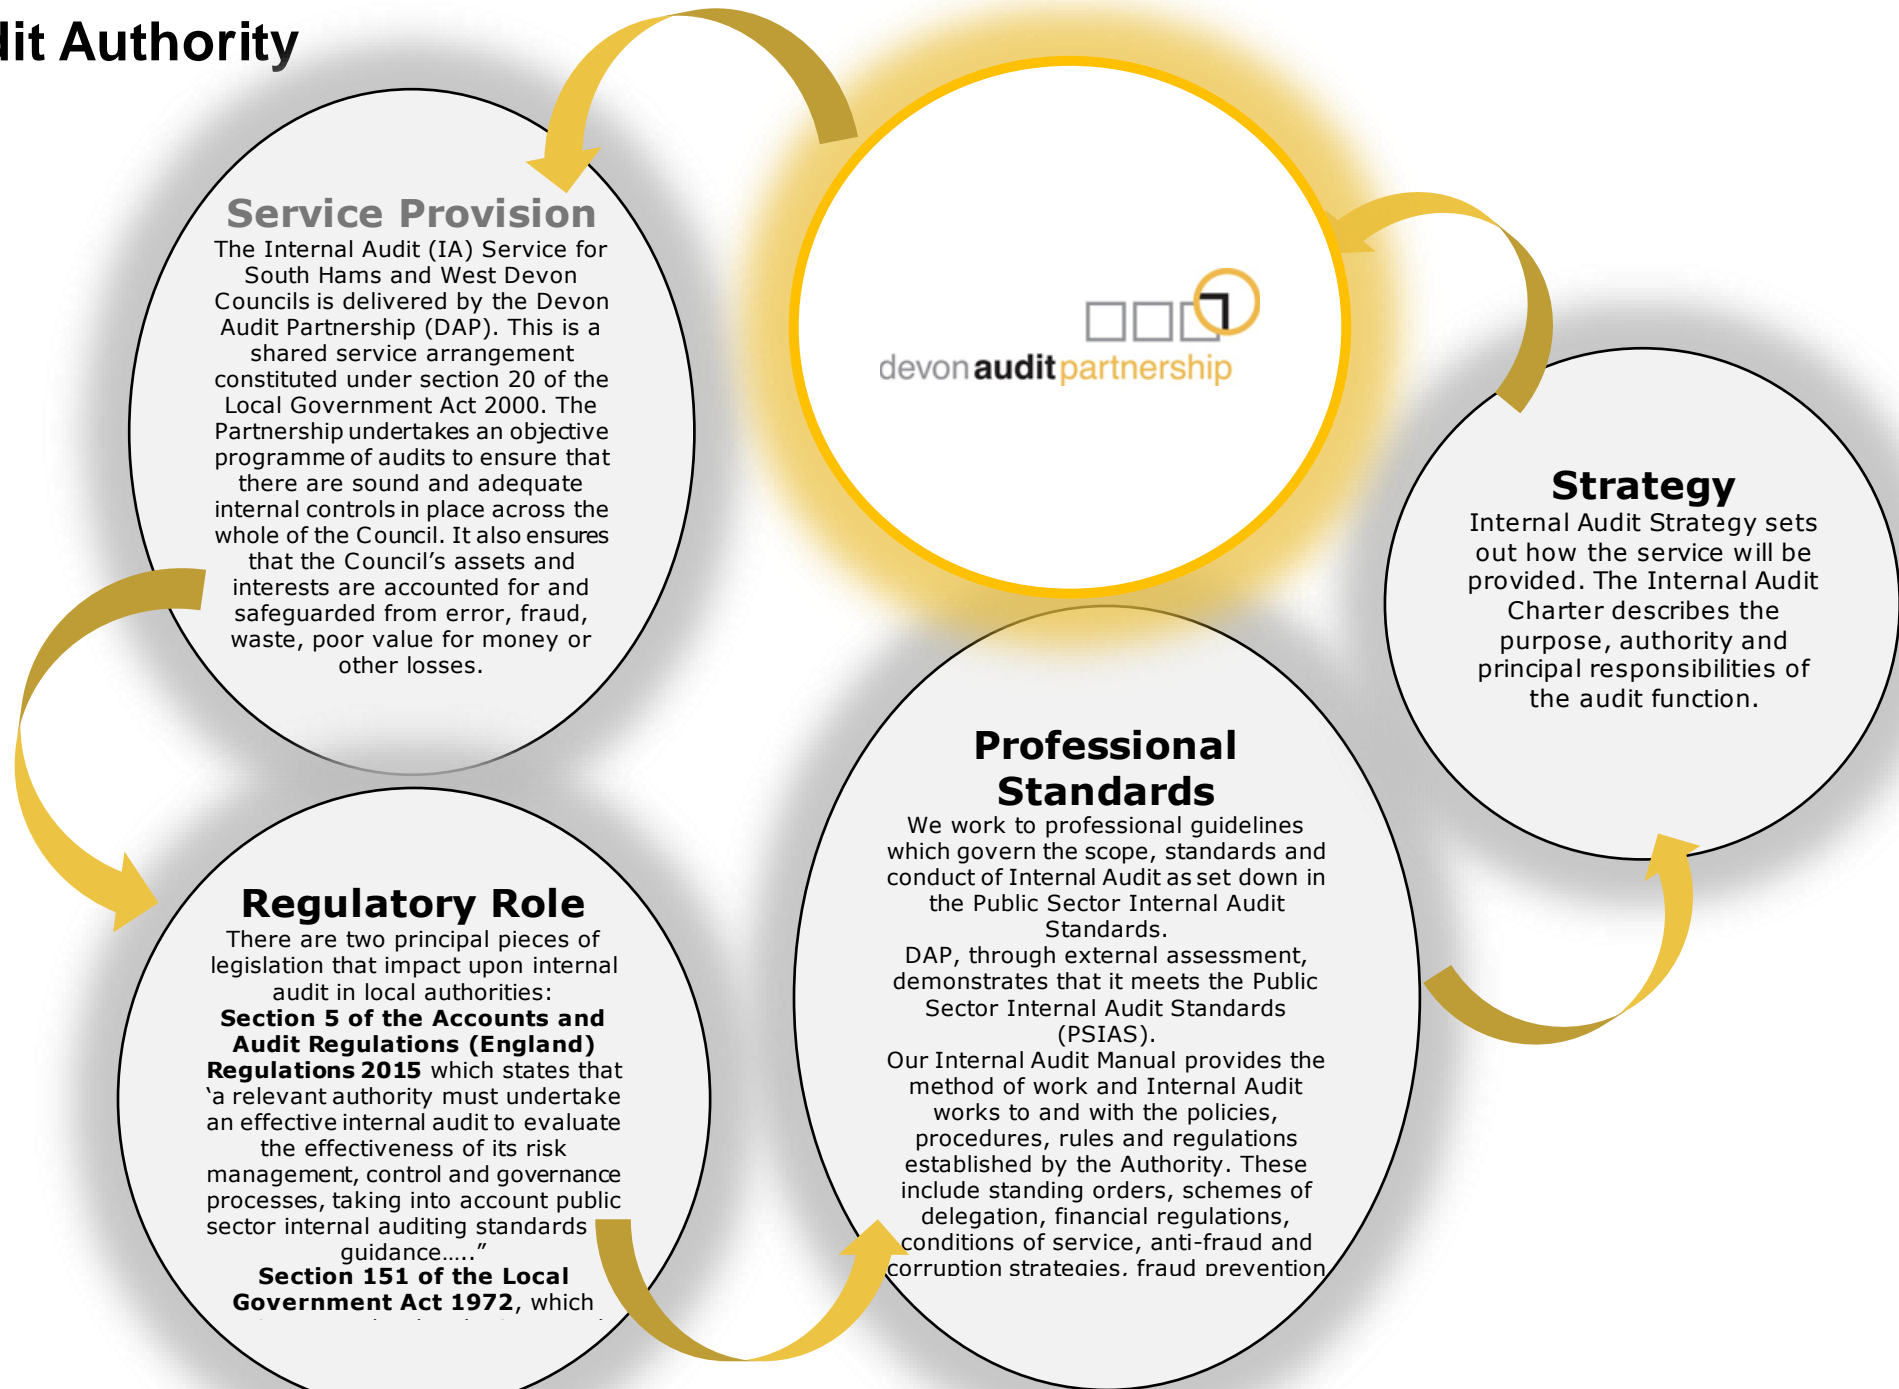 Authority
Service Provision
The Internal Audit (IA) Service for
South Hams and West Devon
Councils is delivered by the Devon
Audit Partnership (DAP). This is a
shared service arrangement
constituted under section 20 of the
Local Government Act 2000. The
Partnership undertakes an objective
programme of audits to ensure that
there are sound and adequate
internal controls in place across the
whole of the Council. It also ensures
that the Council’s assets and
interests are accounted for and
safeguarded from error, fraud,
waste, poor value for money or
other losses.
Regulatory Role
There are two principal pieces of
legislation that impact upon internal
audit in local authorities:
Section 5 of the Accounts and
Audit Regulations (England)
Regulations 2015 which states that
‘a relevant authority must undertake
an effective internal audit to evaluate
the effectiveness of its risk
management, control and governance
processes, taking into account public
sector internal auditing standards
guidance…..”
Section 151 of the Local
Government Act 1972, which
devon audit partnership
Professional
Standards
We work to professional guidelines
which govern the scope, standards and
conduct of Internal Audit as set down in
the Public Sector Internal Audit
Standards.
DAP, through external assessment,
demonstrates that it meets the Public
Sector Internal Audit Standards
(PSIAS).
Our Internal Audit Manual provides the
method of work and Internal Audit
works to and with the policies,
procedures, rules and regulations
established by the Authority. These
include standing orders, schemes of
delegation, financial regulations,
conditions of service, anti-fraud and
corruption strategies, fraud prevention
Strategy
Internal Audit Strategy sets
out how the service will be
provided. The Internal Audit
Charter describes the
purpose, authority and
principal responsibilities of
the audit function.